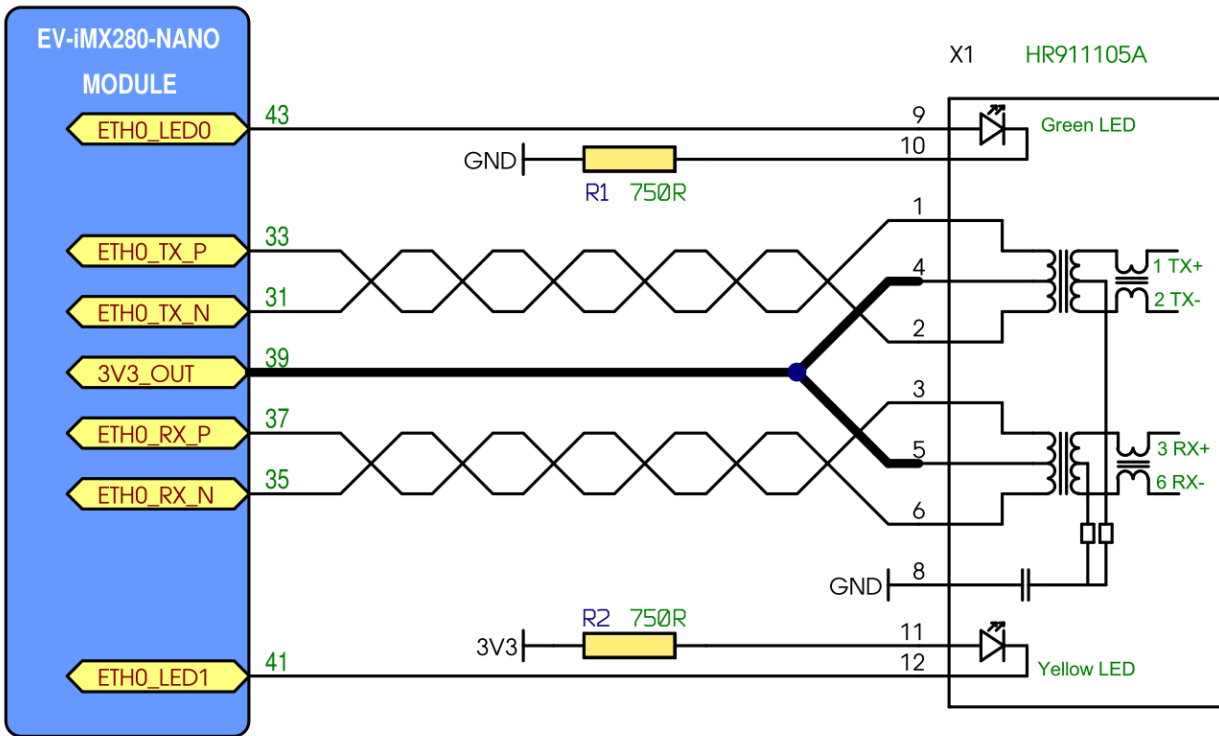 EV-iMX280-NANO
MODULE
X1 HR911105A
ETH0_LED0 43 9 Green LED
GND 10
R1 750R
1
ETH0_TX_P 33 1 TX+
4
ETH0_TX_N 31 2 TX-
2
3V3_OUT 39
3
ETH0_RX_P 37 3 RX+
5
ETH0_RX_N 35 6 RX-
6
GND 8
R2 750R
3V3 11
12
ETH0_LED1 41 Yellow LED